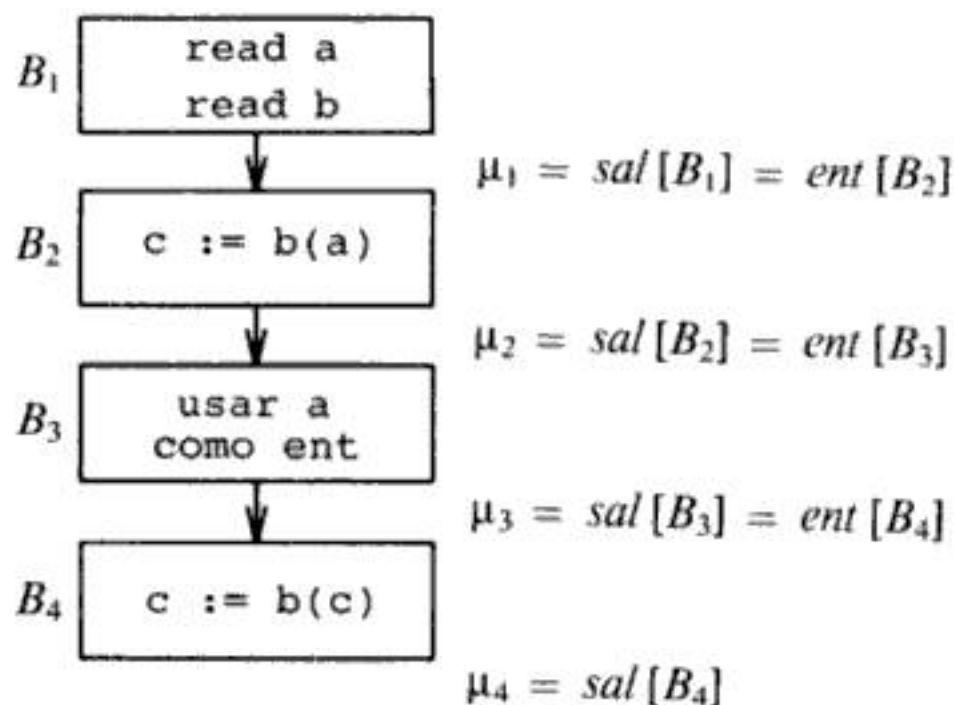 B₁
read a
read b
μ₁ = sal [B₁] = ent [B₂]
B₂
c := b(a)
μ₂ = sal [B₂] = ent [B₃]
B₃
usar a
como ent
μ₃ = sal [B₃] = ent [B₄]
B₄
c := b(c)
μ₄ = sal [B₄]